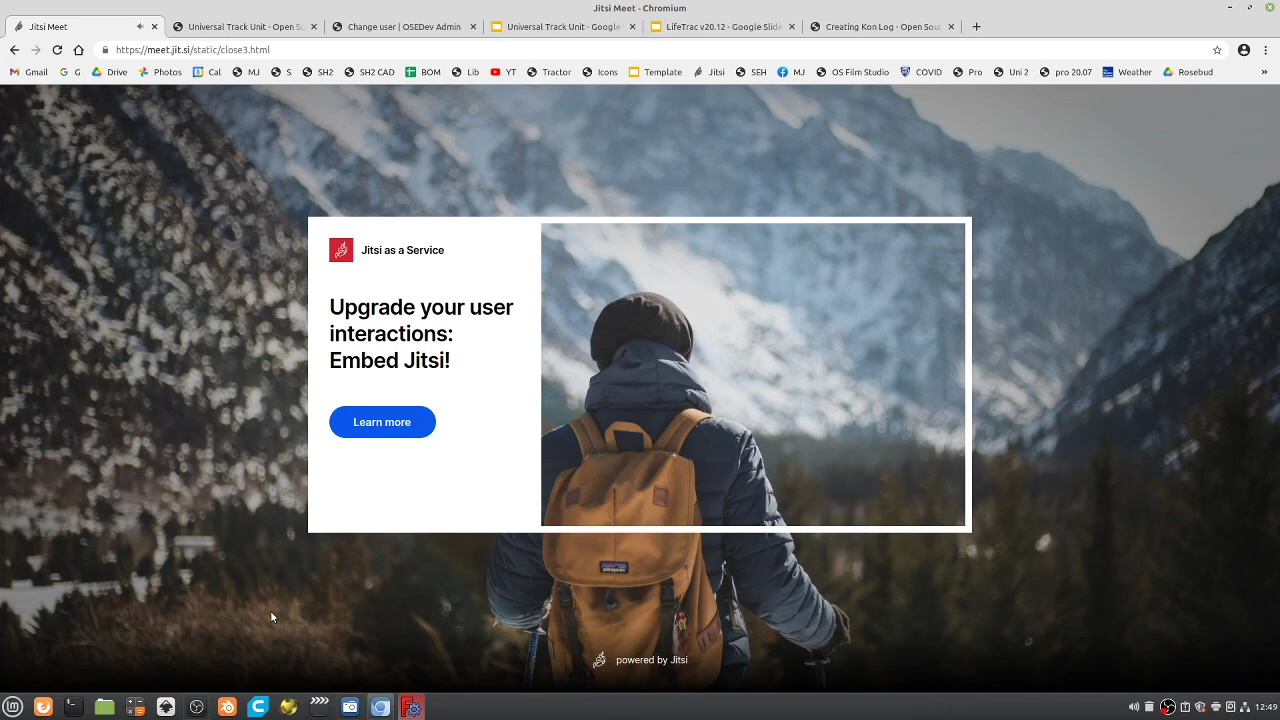 Jitsi Meet - Chromium
Jitsi Meet
Universal Track Unit - Open So
Change user | OSEDev Admin
Universal Track Unit - Google
LifeTrac v20.12 - Google Slide
Creating Kon Log - Open Sou
https://meet.jit.si/static/close3.html
Gmail
G
Drive
Photos
Cal
MJ
S
SH2
SH2 CAD
BOM
Lib
YT
Tractor
Icons
Template
Jitsi
SEH
MJ
OS Film Studio
COVID
Pro
Uni 2
pro 20.07
Weather
Rosebud
»
Jitsi as a Service
Upgrade your user
interactions:
Embed Jitsi!
Learn more
patagonia
powered by Jitsi
12:49